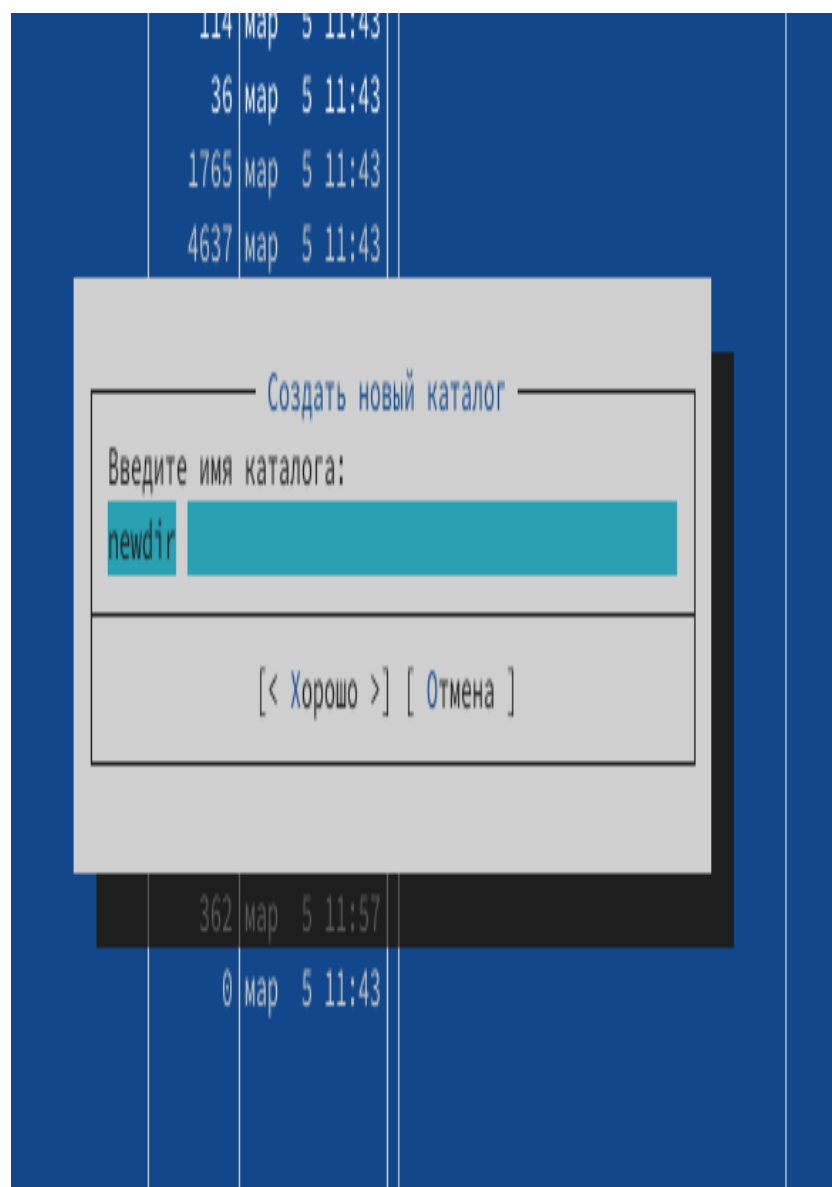 114 мар 5 11:43
36 мар 5 11:43
1765 мар 5 11:43
4637 мар 5 11:43
Создать новый каталог
Введите имя каталога:
newdir
[< Хорошо >] [ Отмена ]
362 мар 5 11:57
0 мар 5 11:43